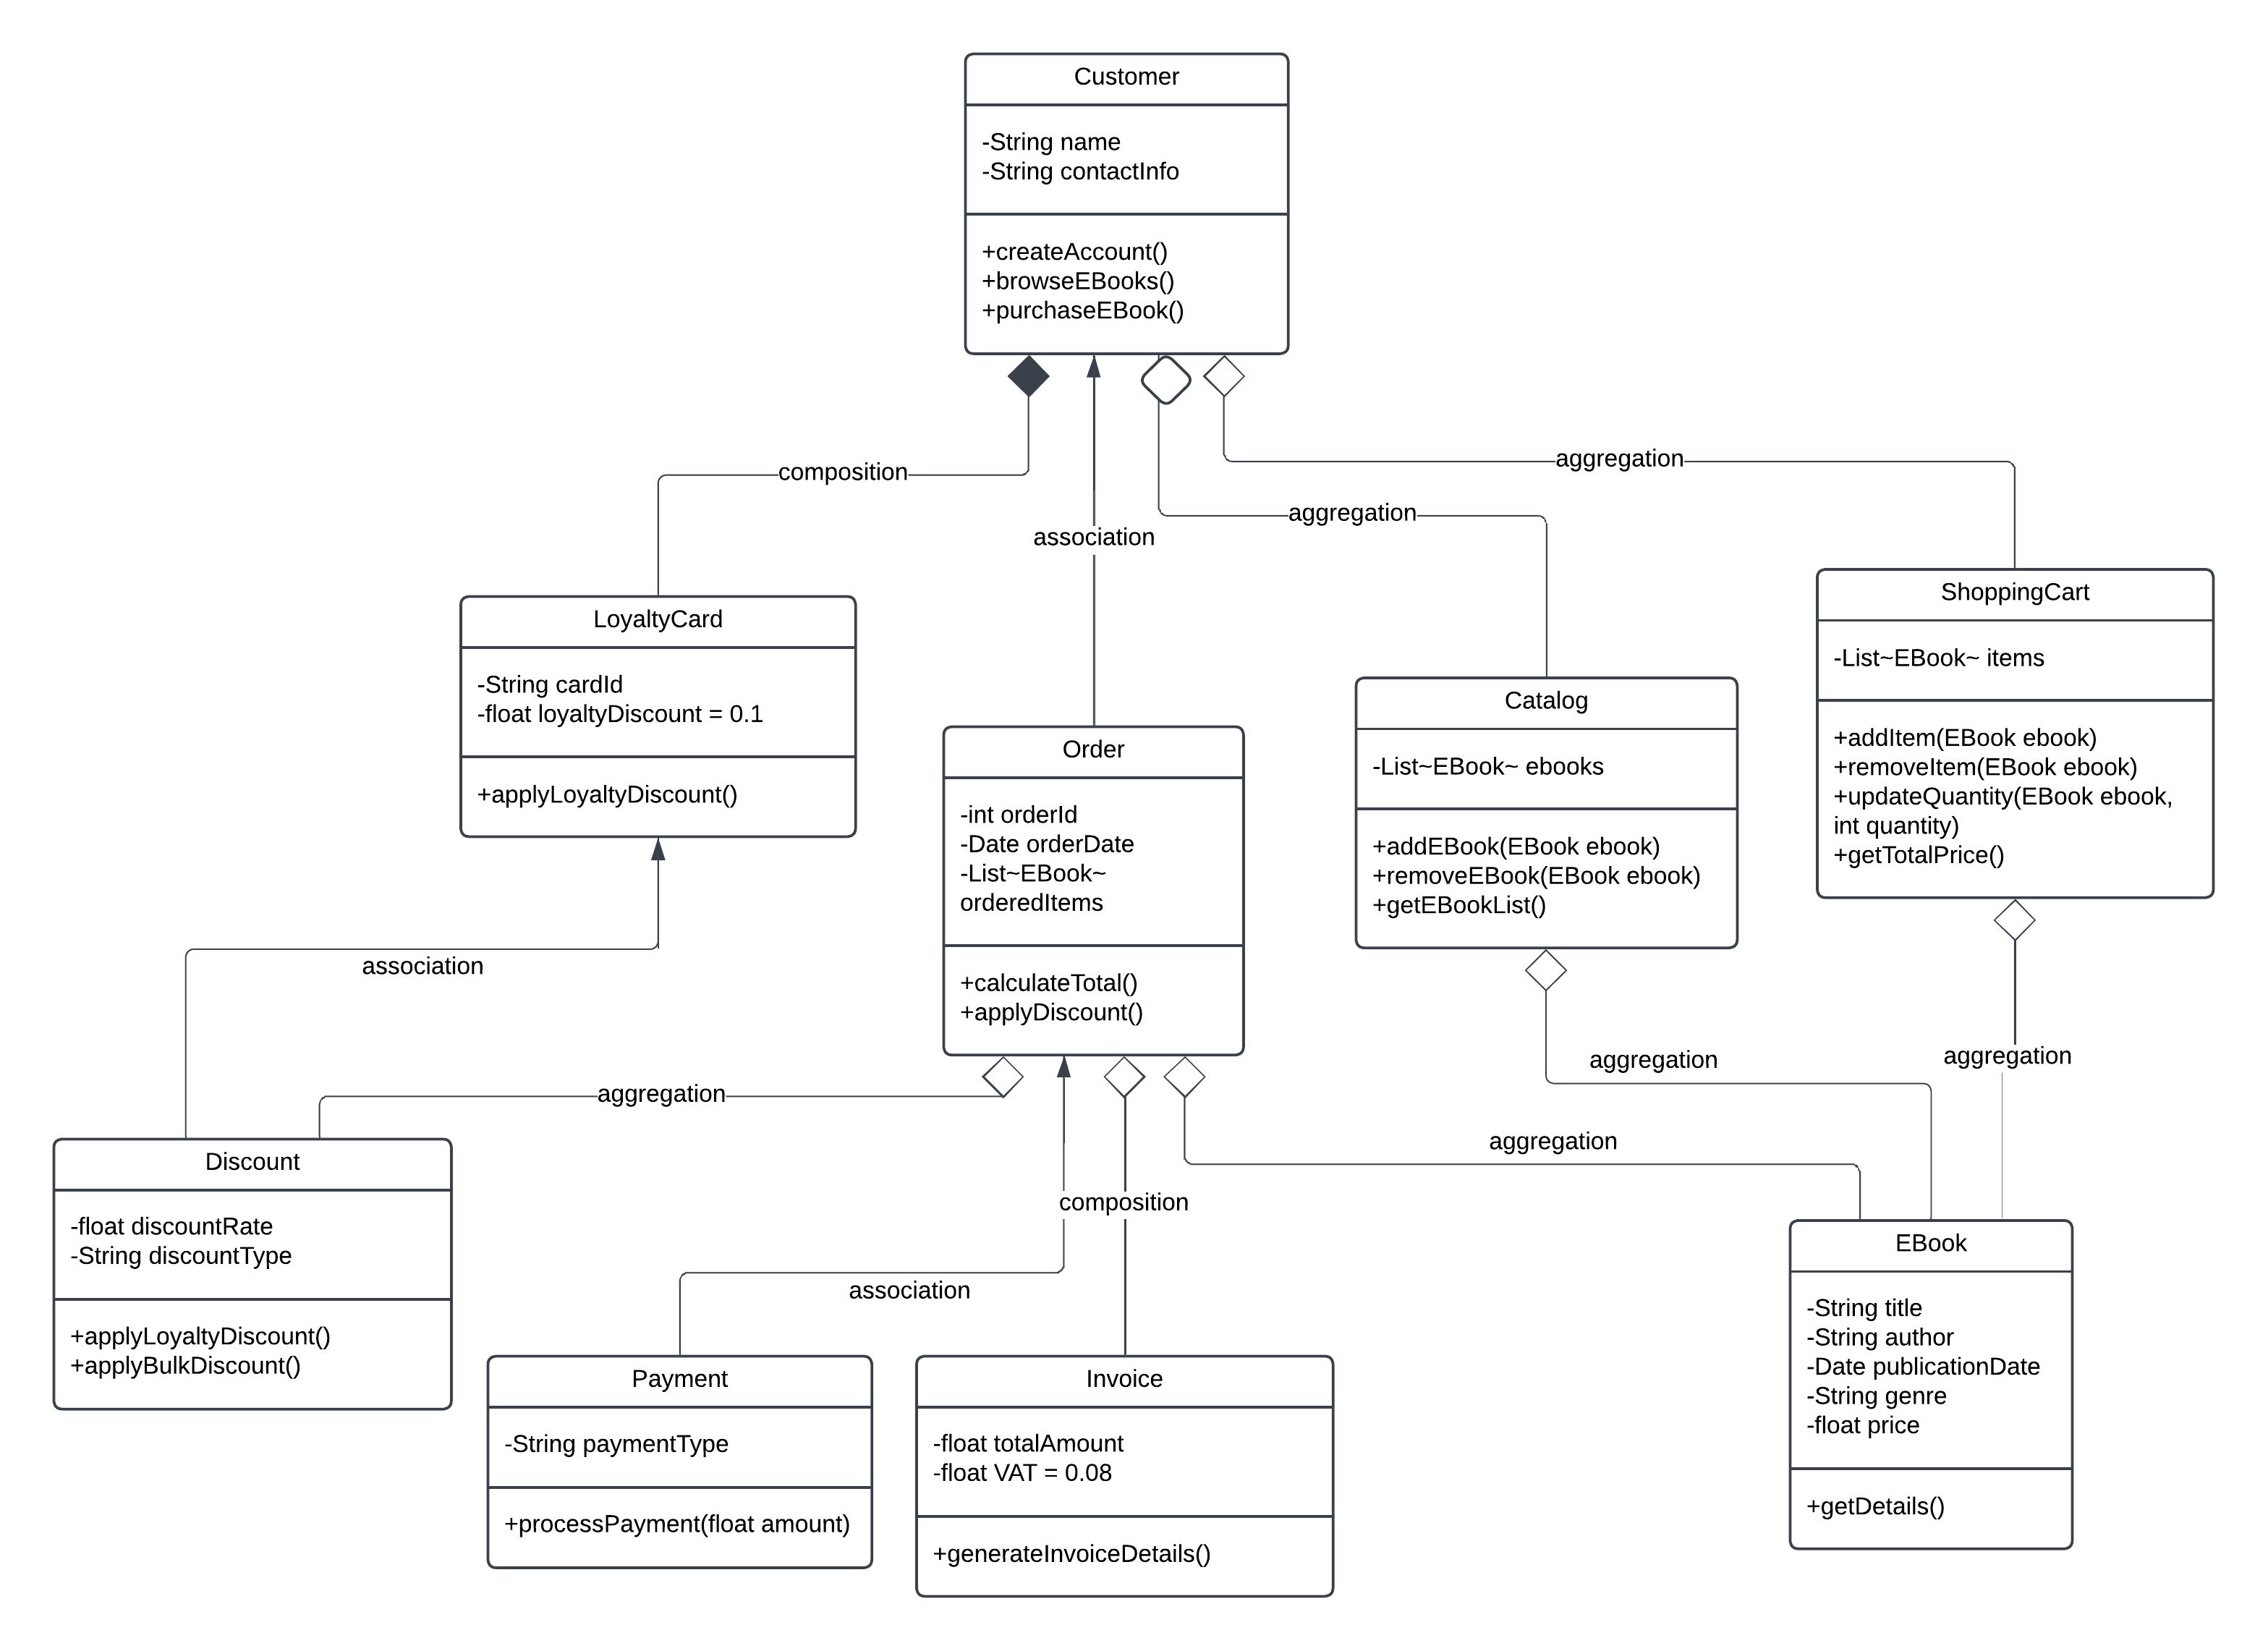 Customer
-String name
-String contactInfo
+createAccount()
+browseEBooks()
+purchaseEBook()
composition
association
aggregation
aggregation
LoyaltyCard
-String cardId
-float loyaltyDiscount = 0.1
+applyLoyaltyDiscount()
association
Order
-int orderId
-Date orderDate
-List~EBook~
orderedItems
+calculateTotal()
+applyDiscount()
Catalog
-List~EBook~ ebooks
+addEBook(EBook ebook)
+removeEBook(EBook ebook)
+getEBookList()
ShoppingCart
-List~EBook~ items
+addItem(EBook ebook)
+removeItem(EBook ebook)
+updateQuantity(EBook ebook,
int quantity)
+getTotalPrice()
aggregation
composition
association
aggregation
aggregation
aggregation
Discount
-float discountRate
-String discountType
+applyLoyaltyDiscount()
+applyBulkDiscount()
Payment
-String paymentType
+processPayment(float amount)
Invoice
-float totalAmount
-float VAT = 0.08
+generateInvoiceDetails()
EBook
-String title
-String author
-Date publicationDate
-String genre
-float price
+getDetails()